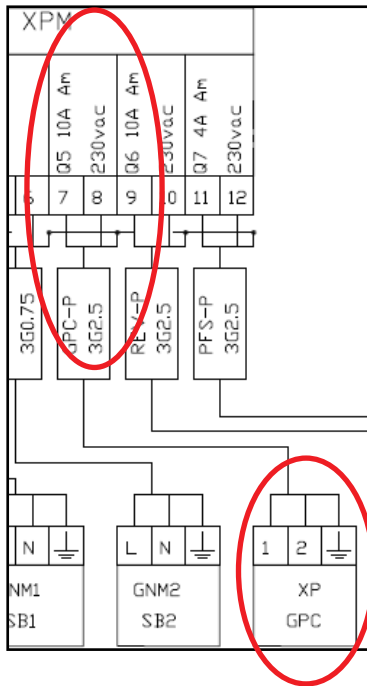 XPM
Q5 10A Am
230vac
Q6 10A Am
230vac
Q7 4A Am
230vac
6 7 8 9 10 11 12
3G0.75
GPC-P
3G2.5
REV-P
3G2.5
PFS-P
3G2.5
N
L N
1 2
NM1
SB1
GNM2
SB2
XP
GPC